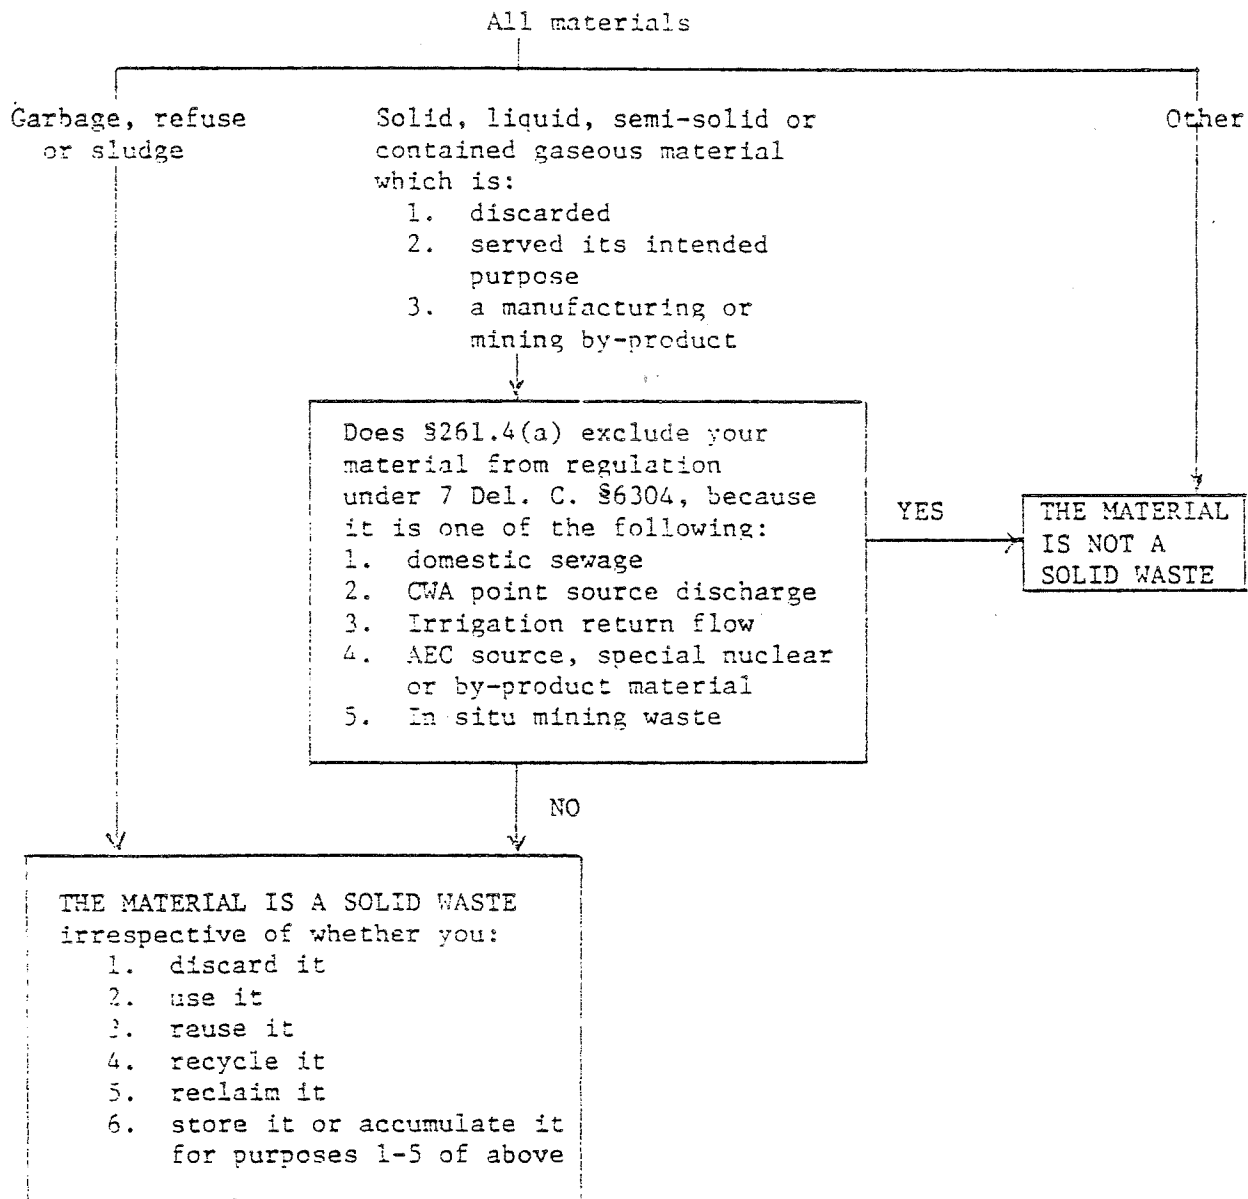 All materials
Garbage, refuse
or sludge
Solid, liquid, semi-solid or
contained gaseous material
which is:
1. discarded
2. served its intended
purpose
3. a manufacturing or
mining by-product
Other
Does §261.4(a) exclude your
material from regulation
under 7 Del. C. §6304, because
it is one of the following:
1. domestic sewage
2. CWA point source discharge
3. Irrigation return flow
4. AEC source, special nuclear
or by-product material
5. In situ mining waste
YES
THE MATERIAL
IS NOT A
SOLID WASTE
NO
THE MATERIAL IS A SOLID WASTE
irrespective of whether you:
1. discard it
2. use it
3. reuse it
4. recycle it
5. reclaim it
6. store it or accumulate it
for purposes 1-5 of above